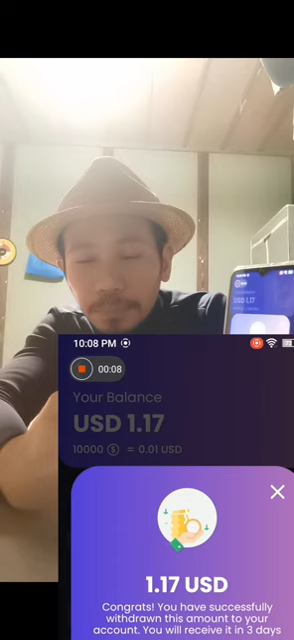 10:08 PM
00:08
Your Balance
USD 1.17
10000 $ = 0.01 USD
1.17 USD
Congrats! You have successfully
withdrawn this amount to your
account. You will receive it in 3 days